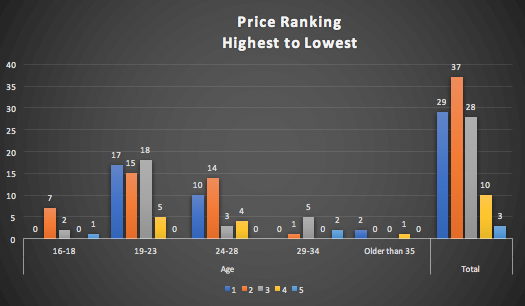 Price Ranking
Highest to Lowest
40
35
30
25
20
15
10
5
0
0 7 2 0 1
17 15 18 5 0
10 14 3 4 0
0 1 5 0 2
2 0 0 1 0
29 37 28 10 3
16-18 19-23 24-28 29-34 Older than 35
Age Total
1 2 3 4 5